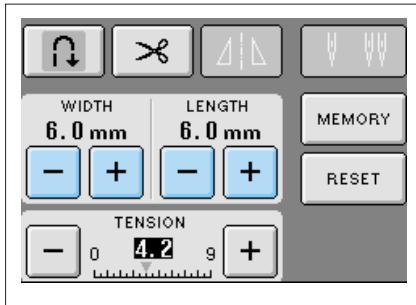 WIDTH
6.0 mm
LENGTH
6.0 mm
MEMORY
− +
− +
RESET
TENSION
− 0 4.2 9 +